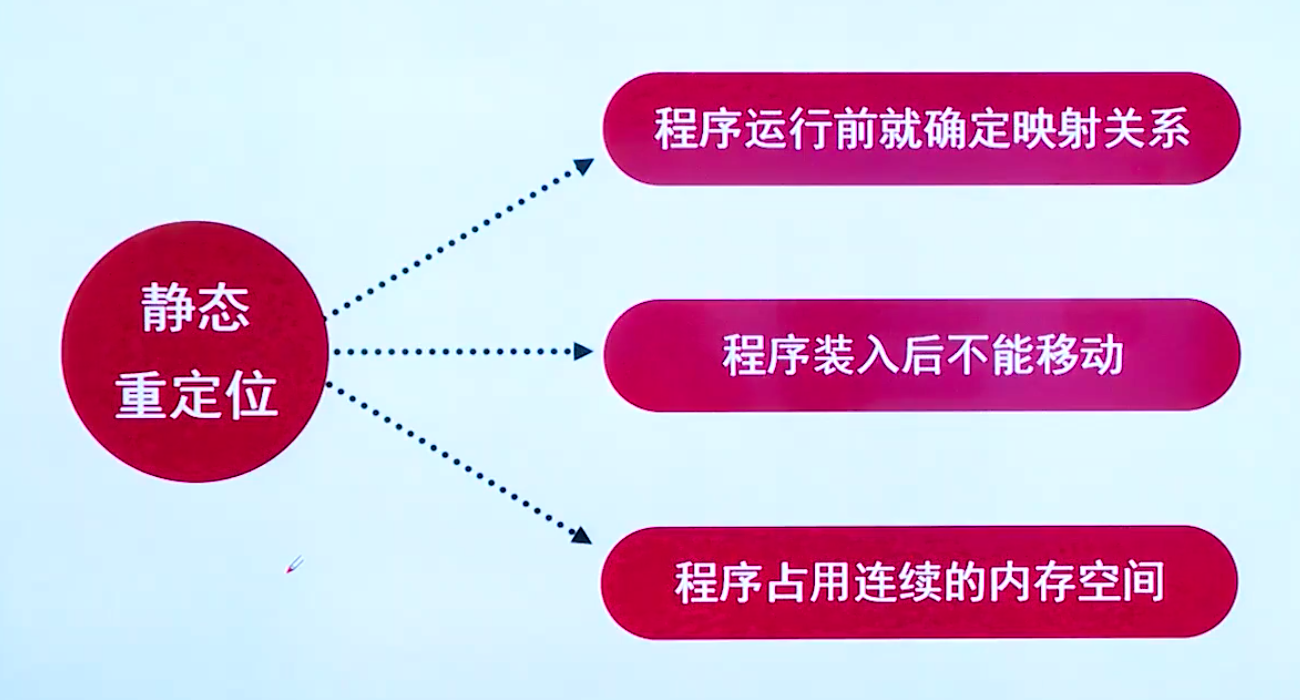 静态
重定位
程序运行前就确定映射关系
程序装入后不能移动
程序占用连续的内存空间